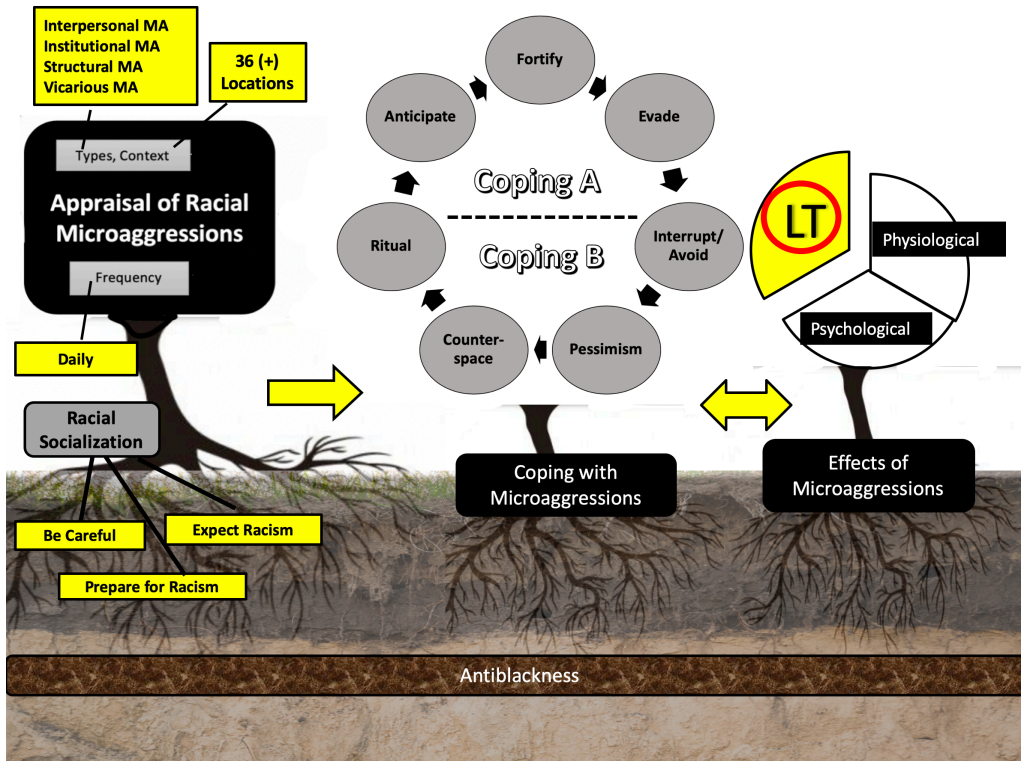 Interpersonal MA
Institutional MA
Structural MA
Vicarious MA
36 (+)
Locations
Types, Context
Appraisal of Racial
Microaggressions
Frequency
Daily
Racial
Socialization
Be Careful
Expect Racism
Prepare for Racism
Fortify
Anticipate
Evade
Coping A
Ritual
Coping B
Interrupt/
Avoid
Counter-
space
Pessimism
Coping with
Microaggressions
LT
Physiological
Psychological
Effects of
Microaggressions
Antiblackness